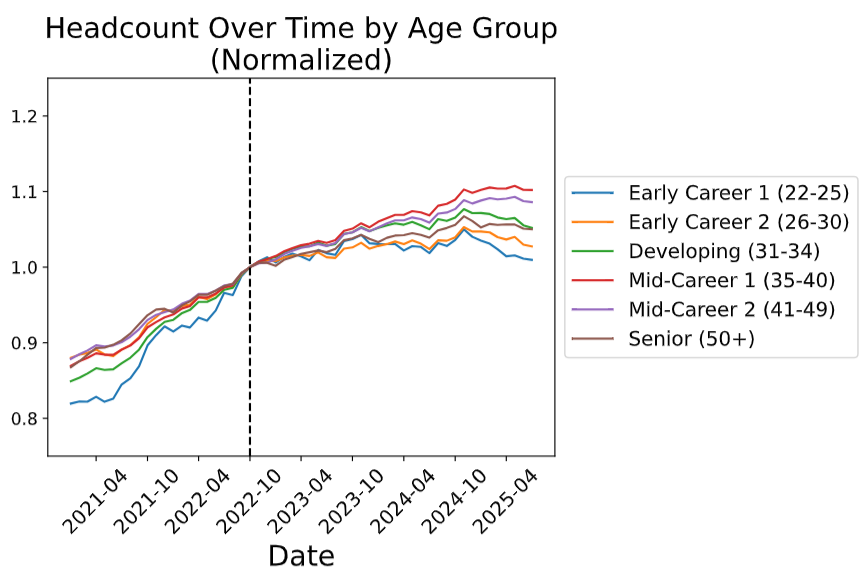 Headcount Over Time by Age Group
(Normalized)
1.2
1.1
1.0
0.9
0.8
2021-04
2021-10
2022-04
2022-10
2023-04
2023-10
2024-04
2024-10
2025-04
Date
Early Career 1 (22-25)
Early Career 2 (26-30)
Developing (31-34)
Mid-Career 1 (35-40)
Mid-Career 2 (41-49)
Senior (50+)